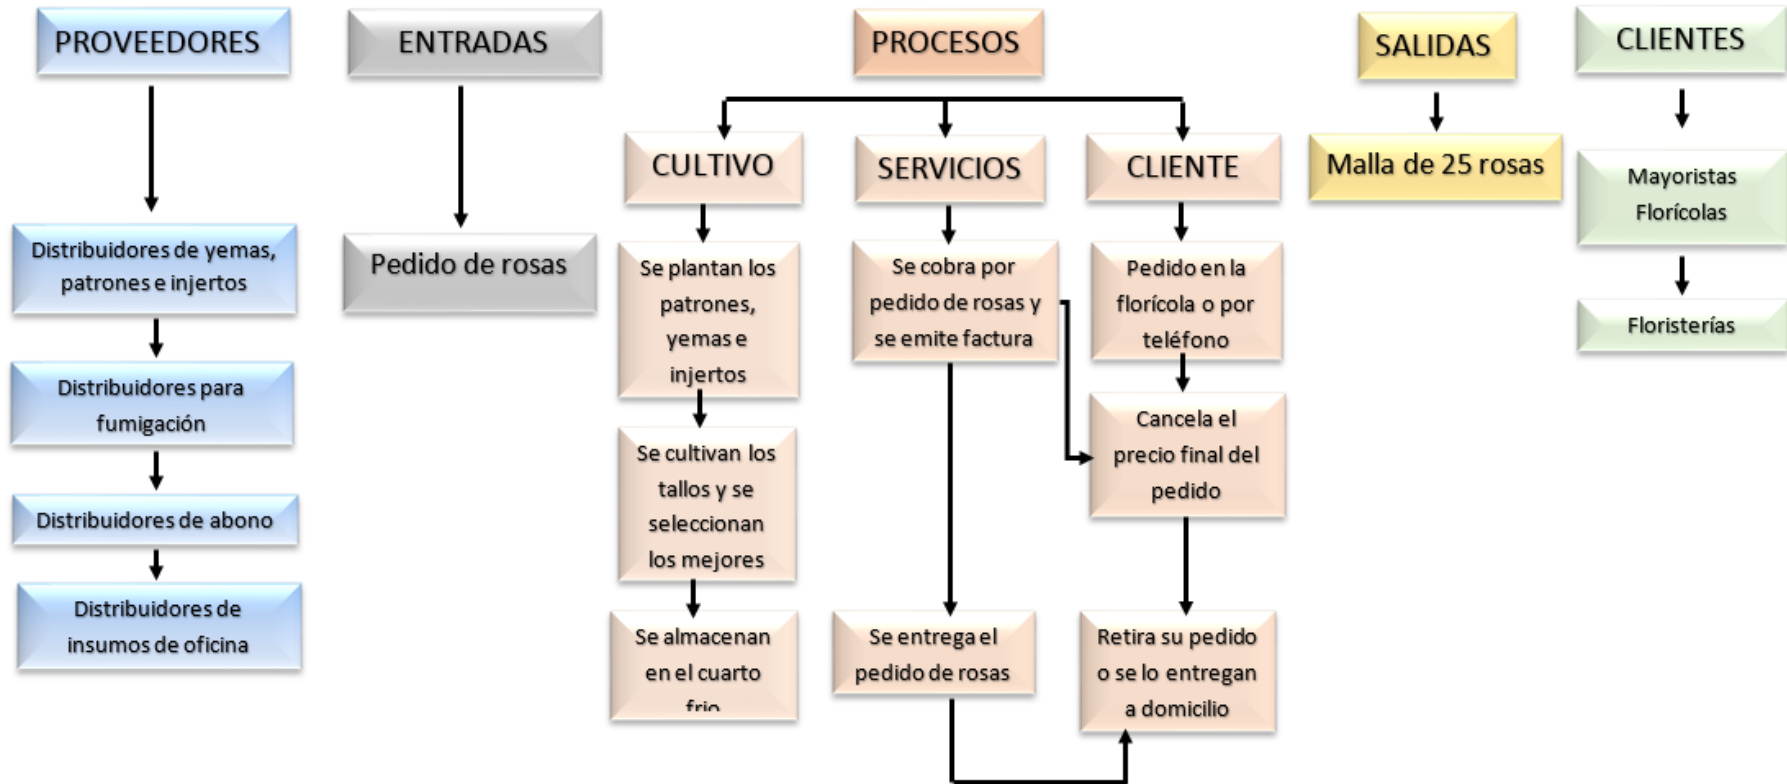 PROVEEDORES
Distribuidores de yemas,
patrones e injertos
Distribuidores para
fumigación
Distribuidores de abono
Distribuidores de
insumos de oficina
ENTRADAS
Pedido de rosas
PROCESOS
CULTIVO
Se plantan los
patrones,
yemas e
injertos
Se cultivan los
tallos y se
seleccionan
los mejores
Se almacenan
en el cuarto
frio
SERVICIOS
Se cobra por
pedido de rosas y
se emite factura
Se entrega el
pedido de rosas
CLIENTE
Pedido en la
florícola o por
teléfono
Cancela el
precio final del
pedido
Retira su pedido
o se lo entregan
a domicilio
SALIDAS
Malla de 25 rosas
CLIENTES
Mayoristas
Florícolas
Floristerías